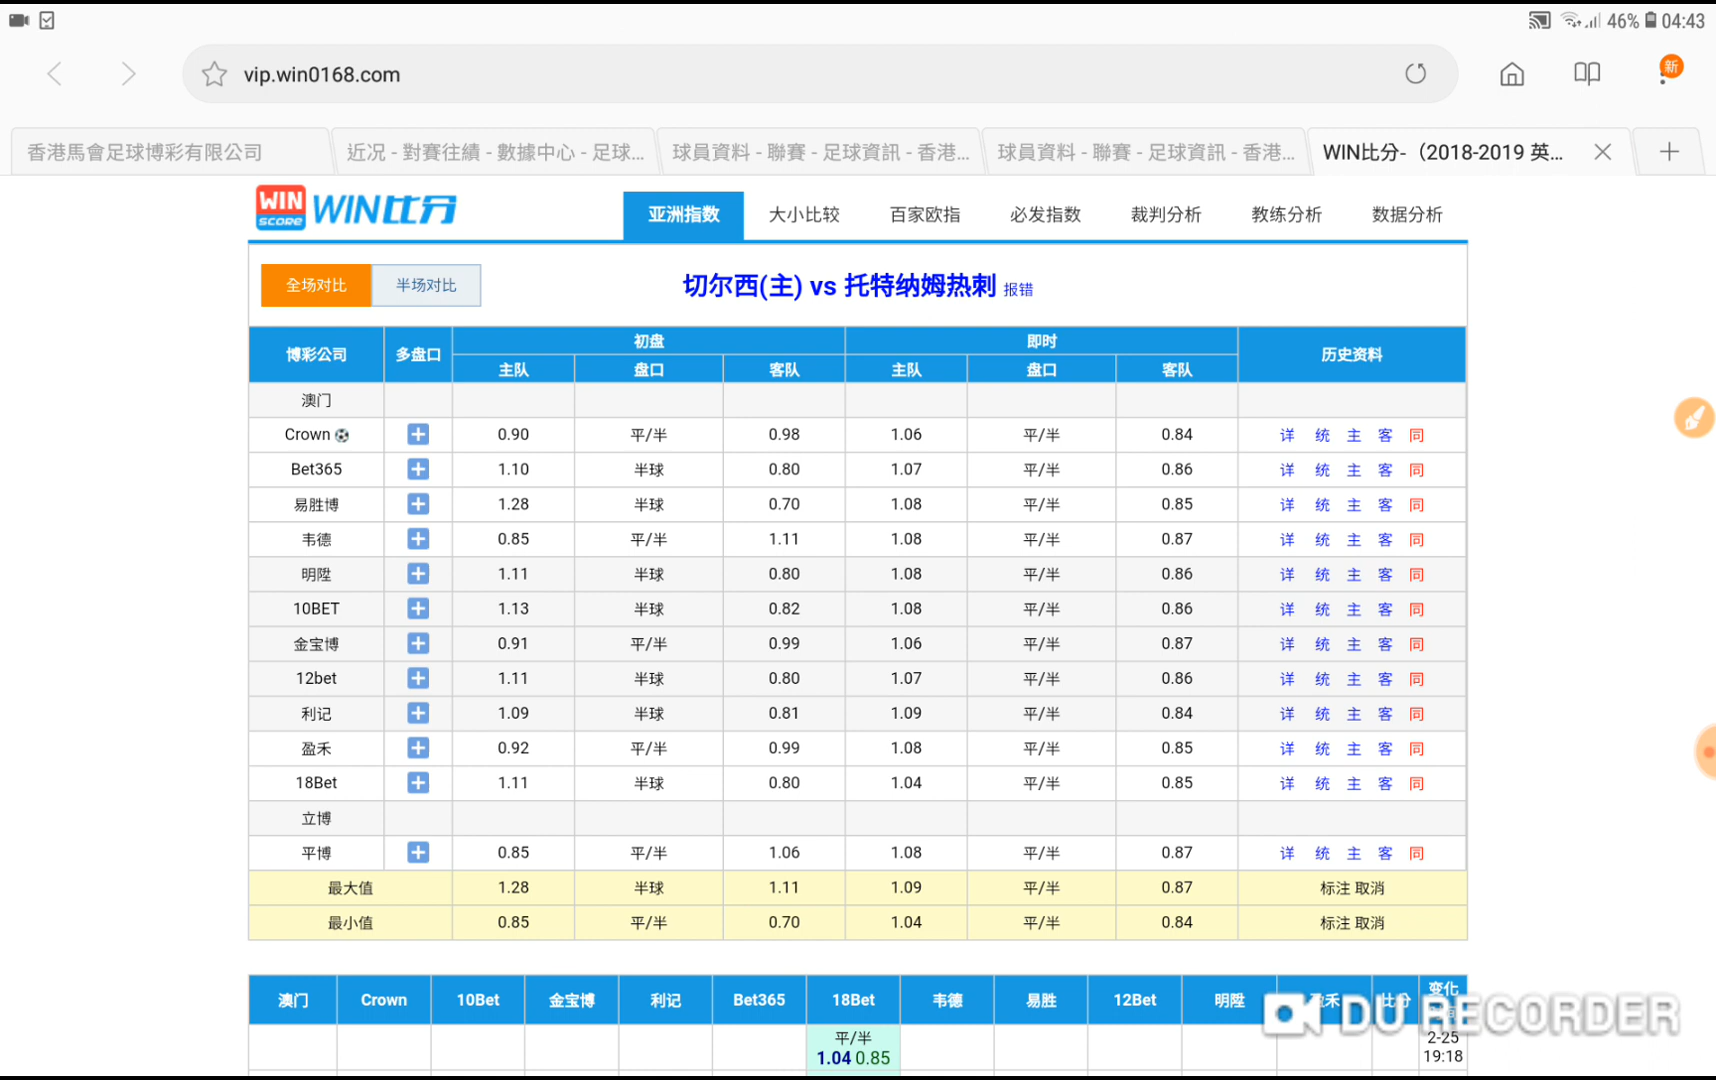 46% 04:43
vip.win0168.com
新
香港馬會足球博彩有限公司 近况 - 對賽往績 - 數據中心 - 足球... 球員資料 - 聯賽 - 足球資訊 - 香港... 球員資料 - 聯賽 - 足球資訊 - 香港... WIN比分-（2018-2019 英...
WIN SCORE WIN比分 亚洲指数 大小比较 百家欧指 必发指数 裁判分析 教练分析 数据分析
全场对比 半场对比 切尔西(主) vs 托特纳姆热刺 报错
博彩公司 多盘口 初盘 即时 历史资料
主队 盘口 客队 主队 盘口 客队
澳门
Crown 0.90 平/半 0.98 1.06 平/半 0.84 详 统 主 客 同
Bet365 1.10 半球 0.80 1.07 平/半 0.86 详 统 主 客 同
易胜博 1.28 半球 0.70 1.08 平/半 0.85 详 统 主 客 同
韦德 0.85 平/半 1.11 1.08 平/半 0.87 详 统 主 客 同
明陞 1.11 半球 0.80 1.08 平/半 0.86 详 统 主 客 同
10BET 1.13 半球 0.82 1.08 平/半 0.86 详 统 主 客 同
金宝博 0.91 平/半 0.99 1.06 平/半 0.87 详 统 主 客 同
12bet 1.11 半球 0.80 1.07 平/半 0.86 详 统 主 客 同
利记 1.09 半球 0.81 1.09 平/半 0.84 详 统 主 客 同
盈禾 0.92 平/半 0.99 1.08 平/半 0.85 详 统 主 客 同
18Bet 1.11 半球 0.80 1.04 平/半 0.85 详 统 主 客 同
立博
平博 0.85 平/半 1.06 1.08 平/半 0.87 详 统 主 客 同
最大值 1.28 半球 1.11 1.09 平/半 0.87 标注 取消
最小值 0.85 平/半 0.70 1.04 平/半 0.84 标注 取消
澳门 Crown 10Bet 金宝博 利记 Bet365 18Bet 韦德 易胜 12Bet 明陞 禾 比分 变化
DU RECORDER
平/半 2-25
1.04 0.85 19:18